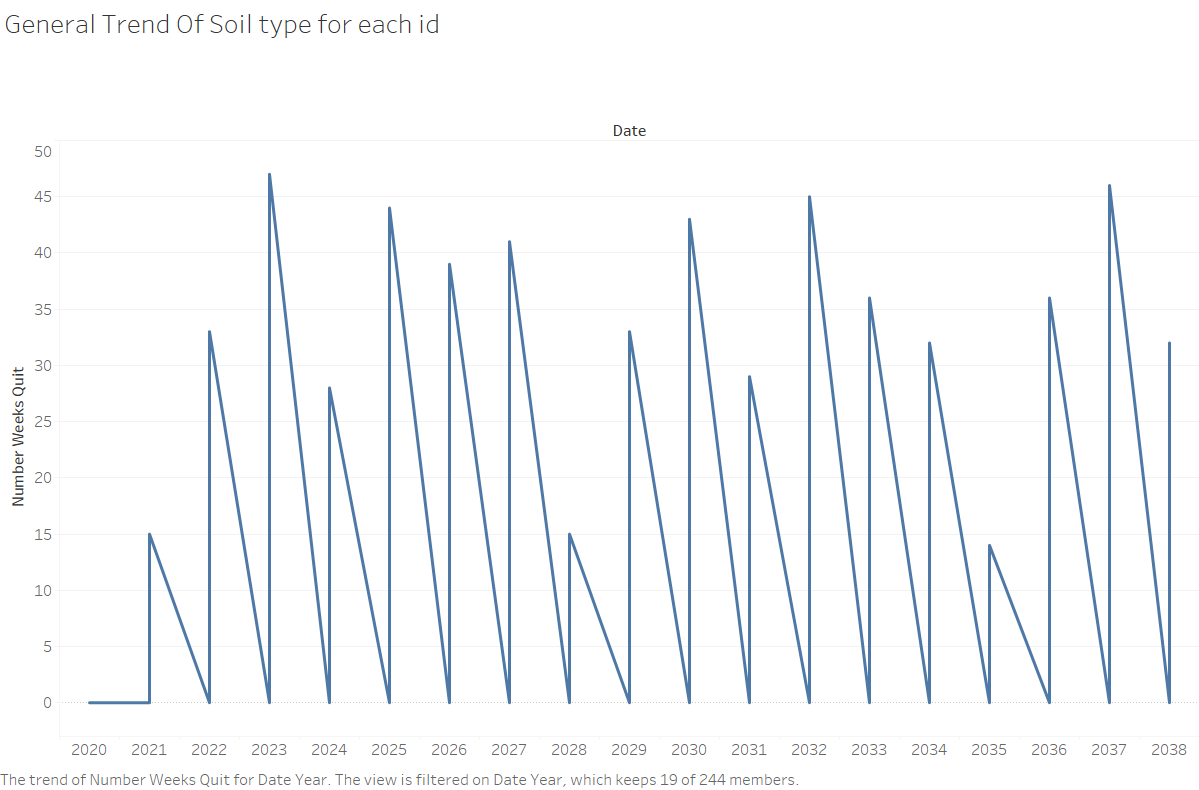 General Trend Of Soil type for each id
Date
50
45
40
35
30
25
20
15
10
5
0
Number Weeks Quit
2020 2021 2022 2023 2024 2025 2026 2027 2028 2029 2030 2031 2032 2033 2034 2035 2036 2037 2038
The trend of Number Weeks Quit for Date Year. The view is filtered on Date Year, which keeps 19 of 244 members.